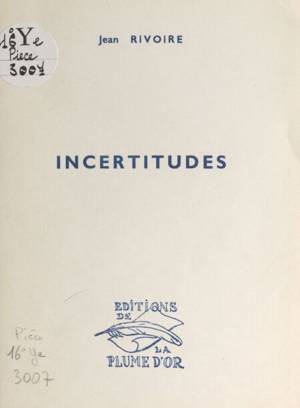 16° Ye
Pièce
3007
Jean RIVOIRE
INCERTITUDES
EDITIONS
DE
LA
PLUME D'OR
Pièce
16° Ye
3007